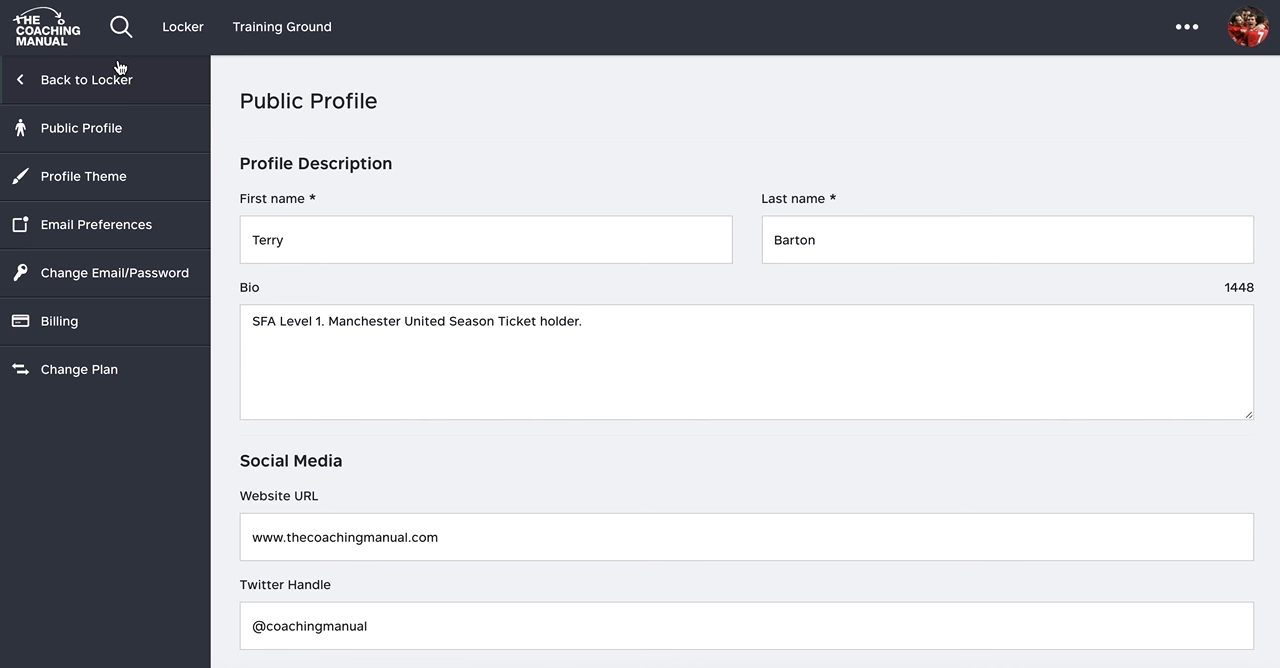 THE
COACHING
MANUAL
Locker
Training Ground
7
Back to Locker
Public Profile
Profile Theme
Email Preferences
Change Email/Password
Billing
Change Plan
Public Profile
Profile Description
First name *
Last name *
Terry
Barton
Bio
1448
SFA Level 1. Manchester United Season Ticket holder.
Social Media
Website URL
www.thecoachingmanual.com
Twitter Handle
@coachingmanual